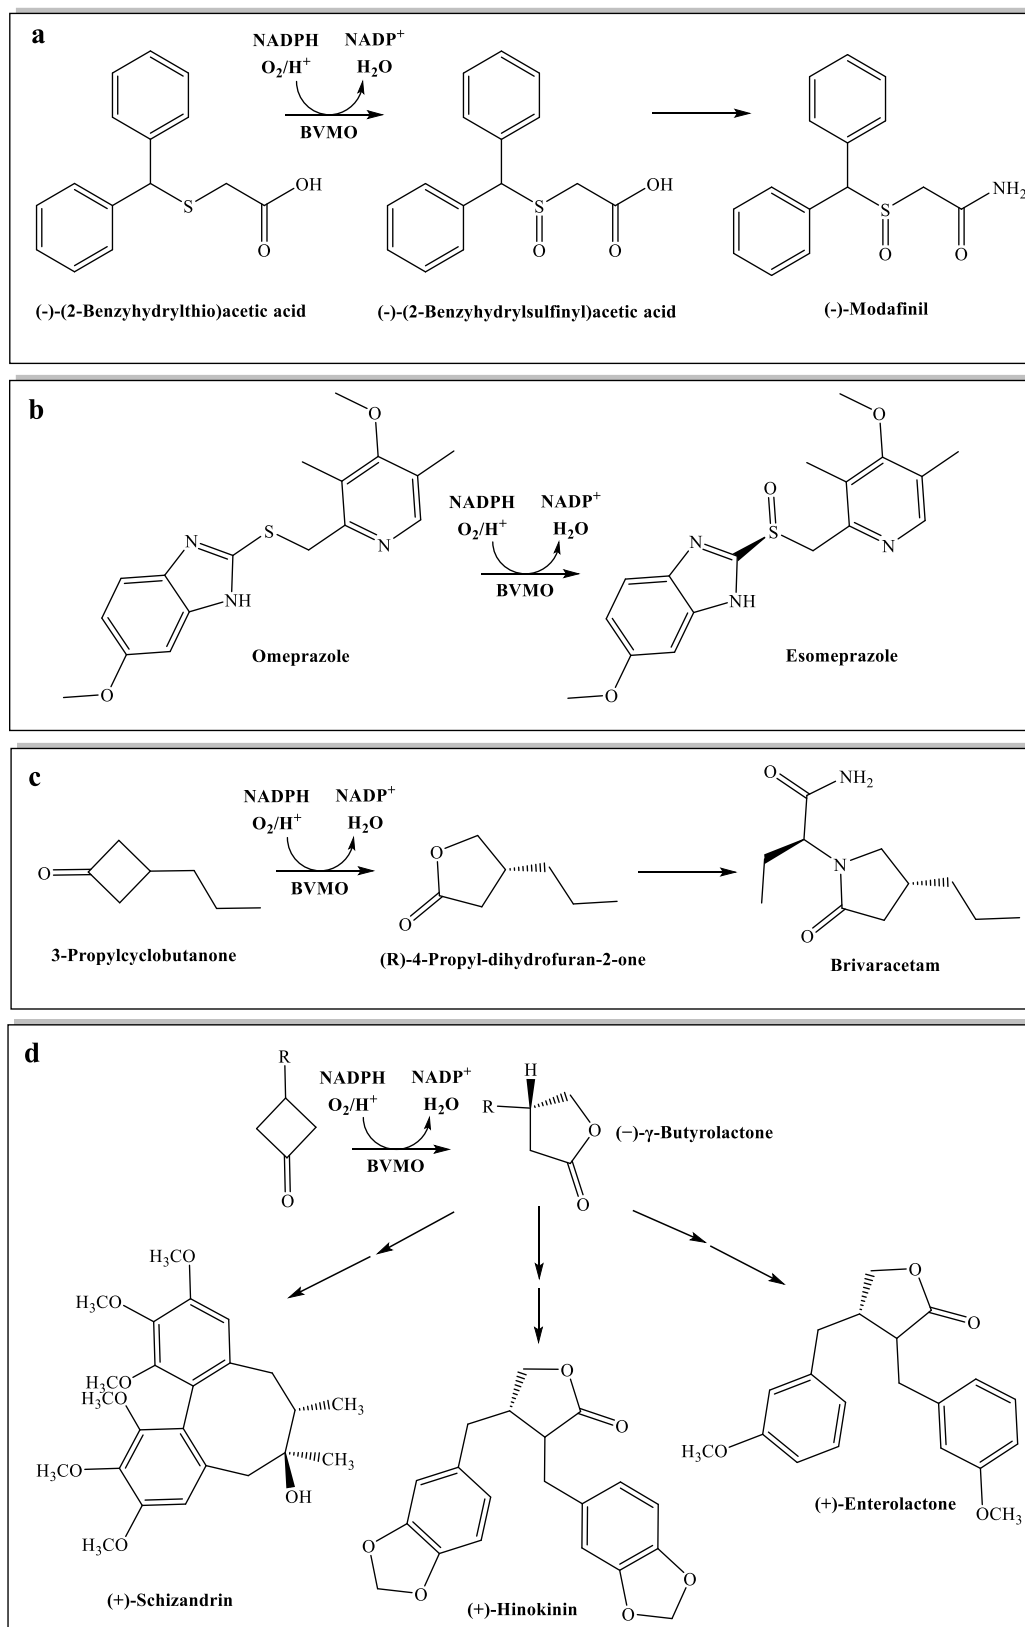 a
NADPH NADP+
O2/H+ H2O
BVMO
S OH O
S O OH O
S O NH2 O
(-)-(2-Benzyhydrylthio)acetic acid
(-)-(2-Benzyhydrylsulfinyl)acetic acid
(-)-Modafinil
b
O
N
S
N
NH
O
Omeprazole
NADPH NADP+
O2/H+ H2O
BVMO
O
O
N
S
N
NH
O
Esomeprazole
c
NADPH NADP+
O2/H+ H2O
BVMO
O
O
O
O NH2
N
O
3-Propylcyclobutanone
(R)-4-Propyl-dihydrofuran-2-one
Brivaracetam
d
R
O
NADPH NADP+
O2/H+ H2O
BVMO
H
R
O
O
(−)-γ-Butyrolactone
H3CO
H3CO
H3CO
H3CO
H3CO
H3CO
CH3
CH3
OH
(+)-Schizandrin
O
O
O
O
O
O
(+)-Hinokinin
O
O
H3CO
OCH3
(+)-Enterolactone